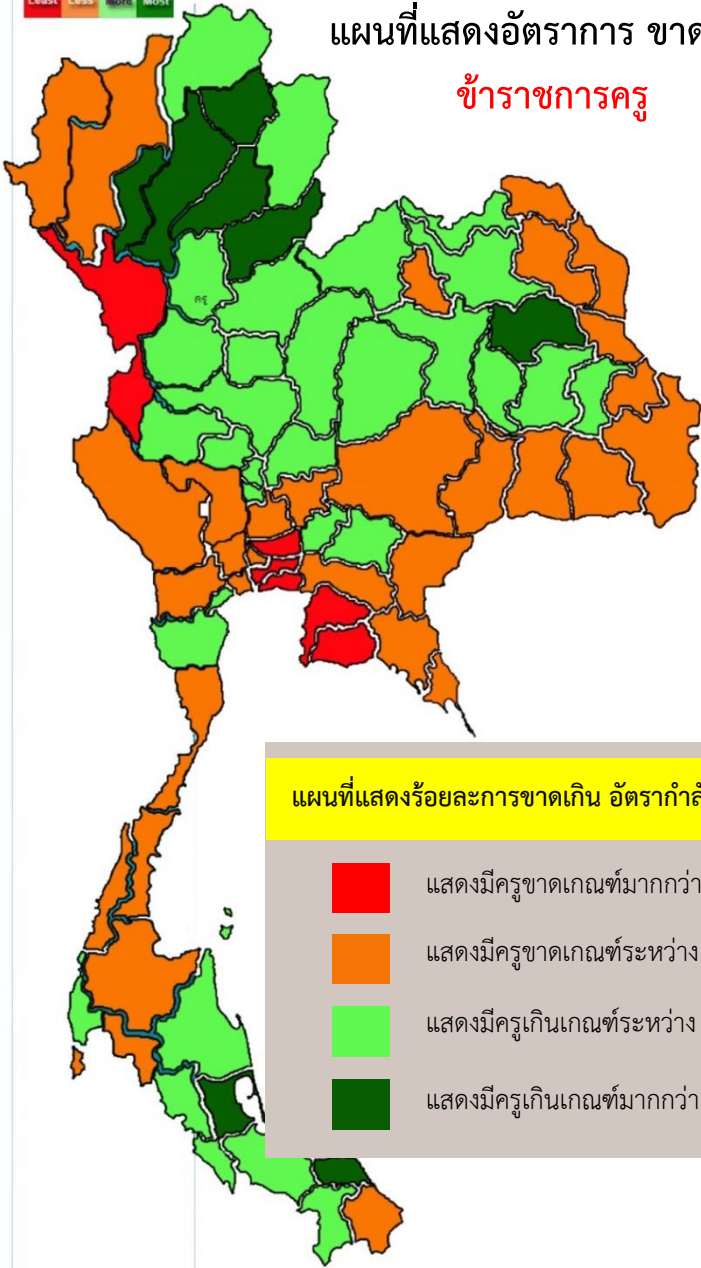 Least Less More Most
แผนที่แสดงอัตราการ ขาด
ข้าราชการครู
ครู
แผนที่แสดงร้อยละการขาดเกิน อัตรากำลั
แสดงมีครูขาดเกณฑ์มากกว่า
แสดงมีครูขาดเกณฑ์ระหว่าง
แสดงมีครูเกินเกณฑ์ระหว่าง
แสดงมีครูเกินเกณฑ์มากกว่า